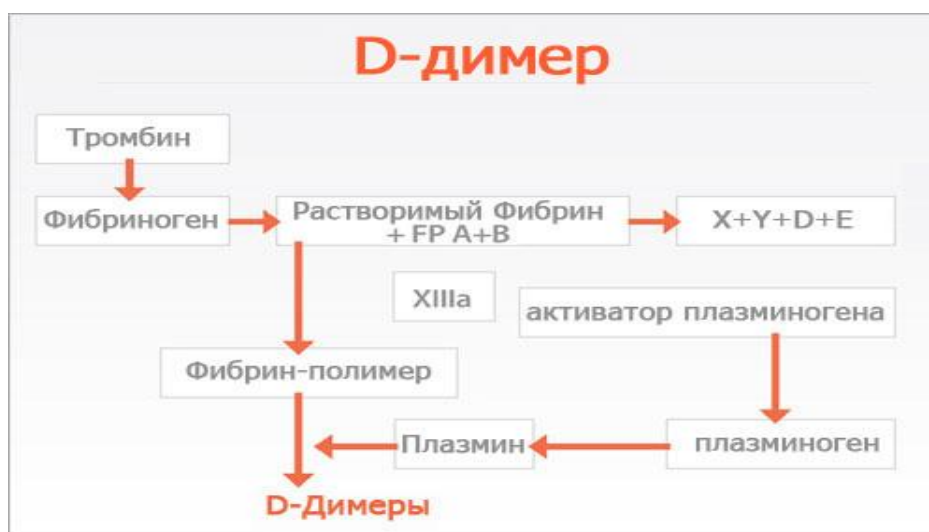 D-димер
Тромбин
Фибриноген
Растворимый Фибрин
+ FP A+B
X+Y+D+E
XIIIa
активатор плазминогена
Фибрин-полимер
Плазмин
плазминоген
D-Димеры